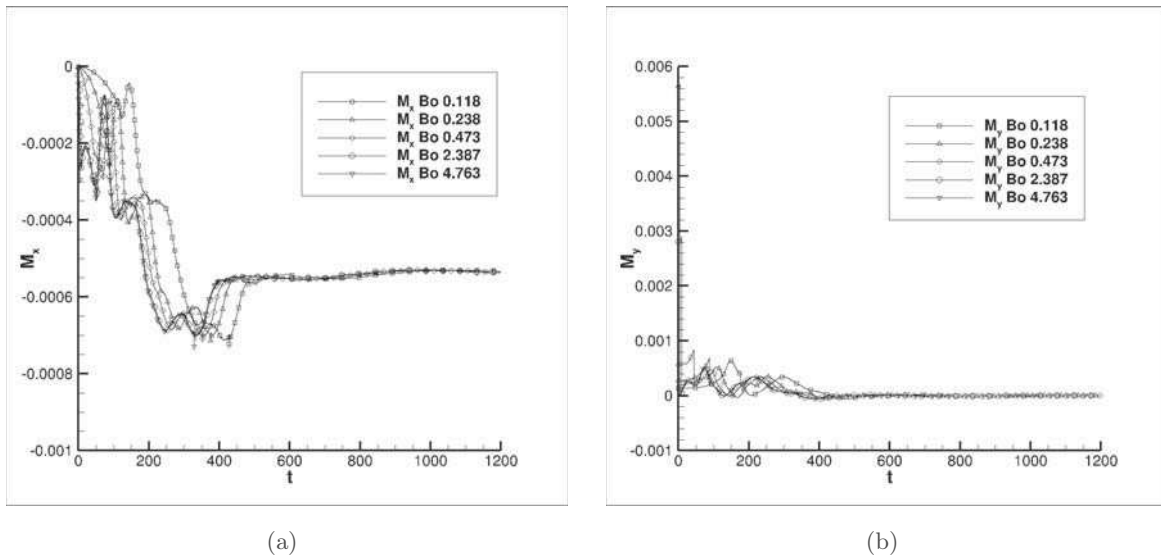 0
-0.0002
-0.0004
-0.0006
-0.0008
-0.001
M_x
0 200 400 600 800 1000 1200
t
M_x Bo 0.118
M_x Bo 0.238
M_x Bo 0.473
M_x Bo 2.387
M_x Bo 4.763
(a)
0.006
0.005
0.004
0.003
0.002
0.001
0
-0.001
M_y
0 200 400 600 800 1000 1200
t
M_y Bo 0.118
M_y Bo 0.238
M_y Bo 0.473
M_y Bo 2.387
M_y Bo 4.763
(b)